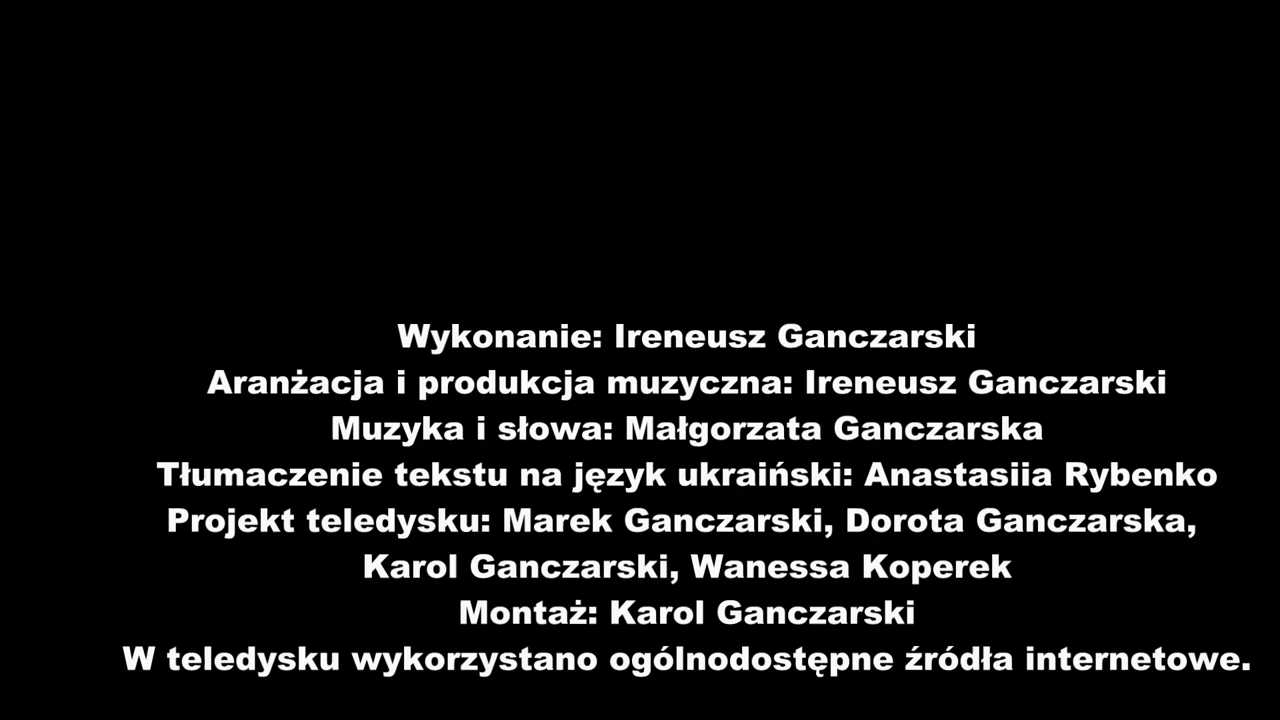 Wykonanie: Ireneusz Ganczarski
Aranżacja i produkcja muzyczna: Ireneusz Ganczarski
Muzyka i słowa: Małgorzata Ganczarska
Tłumaczenie tekstu na język ukraiński: Anastasiia Rybenko
Projekt teledysku: Marek Ganczarski, Dorota Ganczarska,
Karol Ganczarski, Wanessa Koperek
Montaż: Karol Ganczarski
W teledysku wykorzystano ogólnodostępne źródła internetowe.